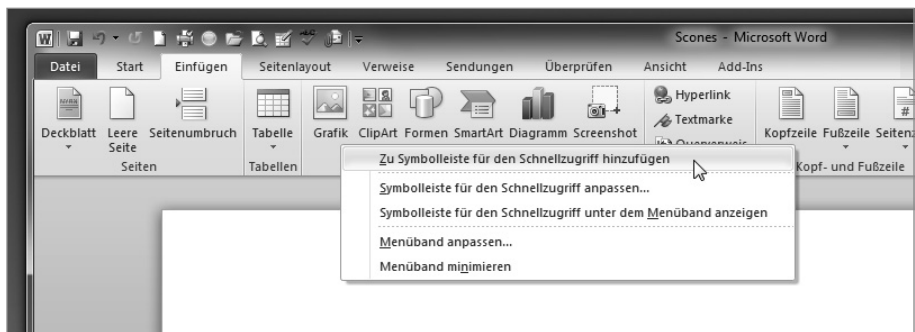 W
Scones - Microsoft Word
Datei Start Einfügen Seitenlayout Verweise Sendungen Überprüfen Ansicht Add-Ins
Deckblatt Leere Seite Seitenumbruch Tabelle Grafik ClipArt Formen SmartArt Diagramm Screenshot
Hyperlink
Textmarke
Querverweis
Kopfzeile Fußzeile
Seiten Tabellen Kopf- und Fußzeile
Zu Symbolleiste für den Schnellzugriff hinzufügen
Symbolleiste für den Schnellzugriff anpassen...
Symbolleiste für den Schnellzugriff unter dem Menüband anzeigen
Menüband anpassen...
Menüband minimieren